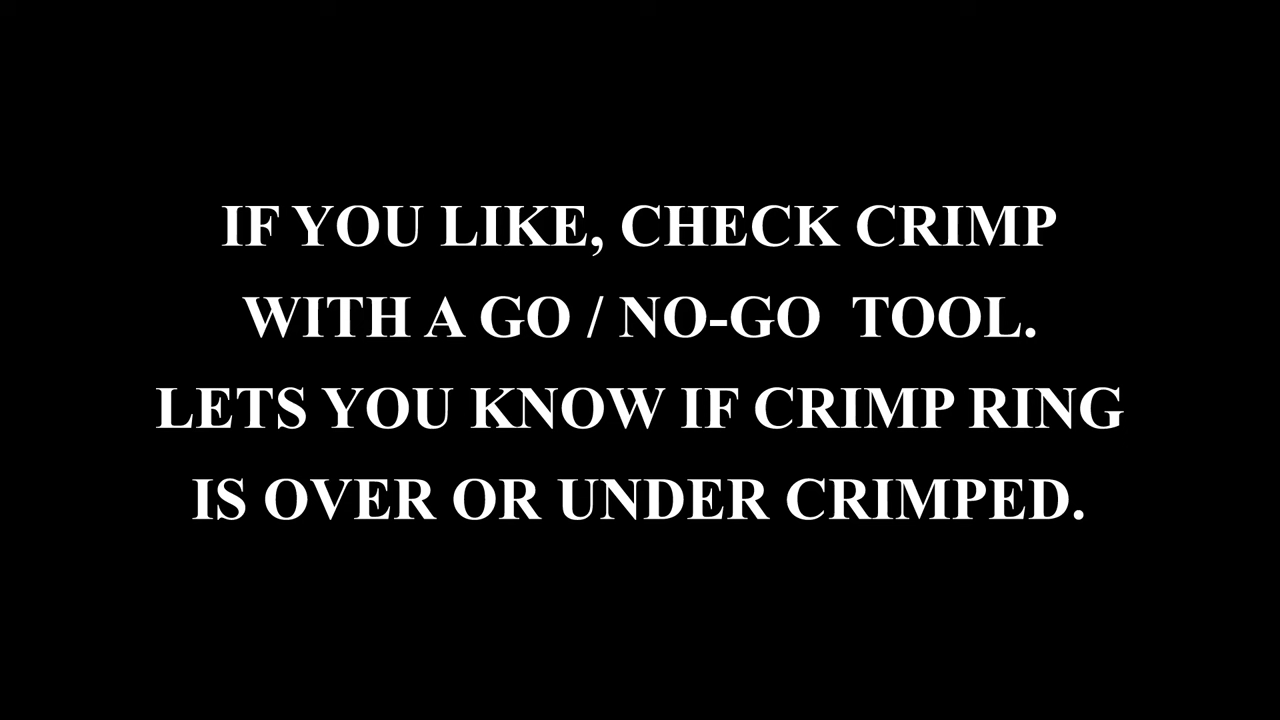 IF YOU LIKE, CHECK CRIMP
WITH A GO / NO-GO  TOOL.
LETS YOU KNOW IF CRIMP RING
IS OVER OR UNDER CRIMPED.